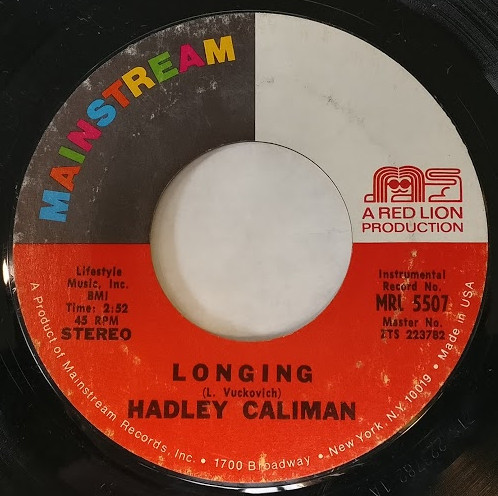 MAINSTREAM
MS
A RED LION
PRODUCTION
Lifestyle
Music, Inc.
BMI
Time: 2:52
45 RPM
STEREO
Instrumental
Record No.
MRL 5507
Master No.
ZTS 223782
LONGING
(L. Vuckovich)
HADLEY CALIMAN
A Product of Mainstream Records, Inc. • 1700 Broadway • New York, N.Y. 10019 • Made in USA